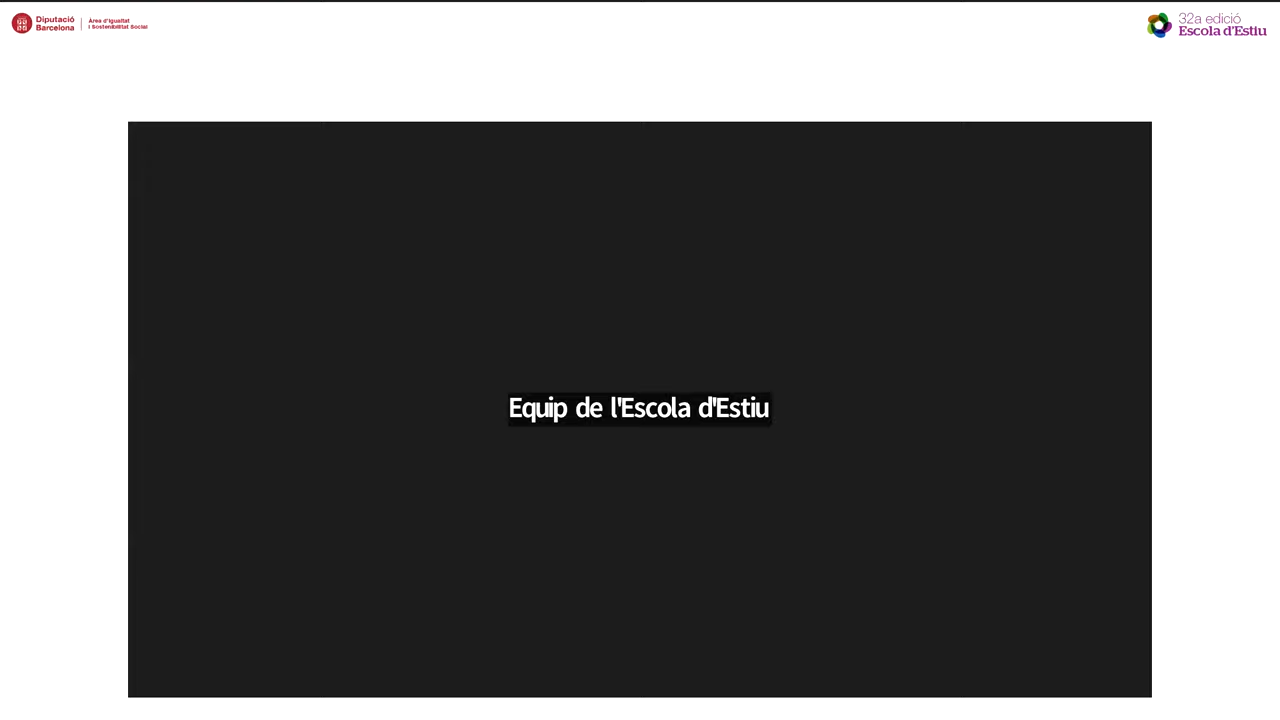 Diputació
Barcelona
Àrea d'Igualtat
i Sostenibilitat Social
32a edició
Escola d'Estiu
Equip de l'Escola d'Estiu